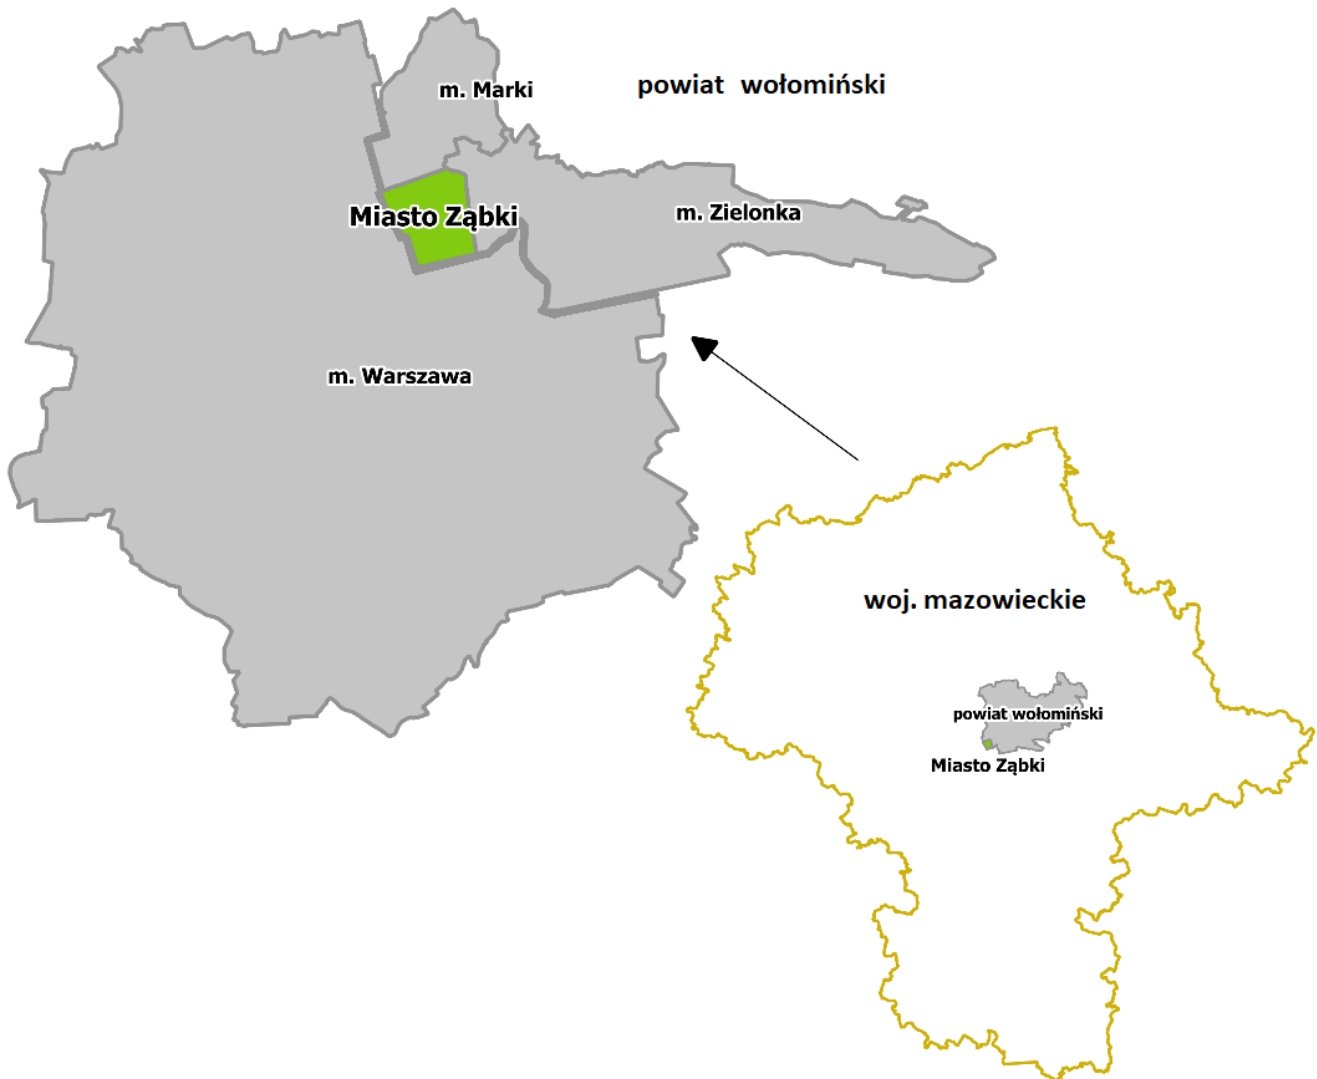 m. Marki
powiat wołomiński
Miasto Ząbki
m. Zielonka
m. Warszawa
woj. mazowieckie
powiat wołomiński
Miasto Ząbki